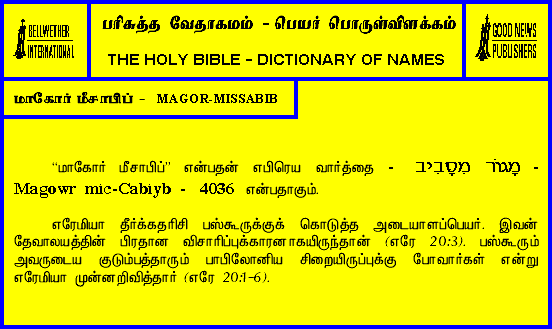 BELLWETHER
INTERNATIONAL
பரிசுத்த வேதாகமம் - பெயர் பொருள்விளக்கம்
THE HOLY BIBLE - DICTIONARY OF NAMES
GOOD NEWS
PUBLISHERS
மாகோர் மீசாபிப் - MAGOR-MISSABIB
“மாகோர் மீசாபிப்” என்பதன் எபிரெய வார்த்தை - מָגוֹר מִסָּבִיב -
Magowr mic-Cabiyb - 4036 என்பதாகும்.
எரேமியா தீர்க்கதரிசி பஸ்கூருக்குக் கொடுத்த அடையாளப்பெயர். இவன்
தேவாலயத்தின் பிரதான விசாரிப்புக்காரனாகயிருந்தான் (எரே 20:3). பஸ்கூரும்
அவருடைய குடும்பத்தாரும் பாபிலோனிய சிறையிருப்புக்கு போவார்கள் என்று
எரேமியா முன்னறிவித்தார் (எரே 20:1-6).